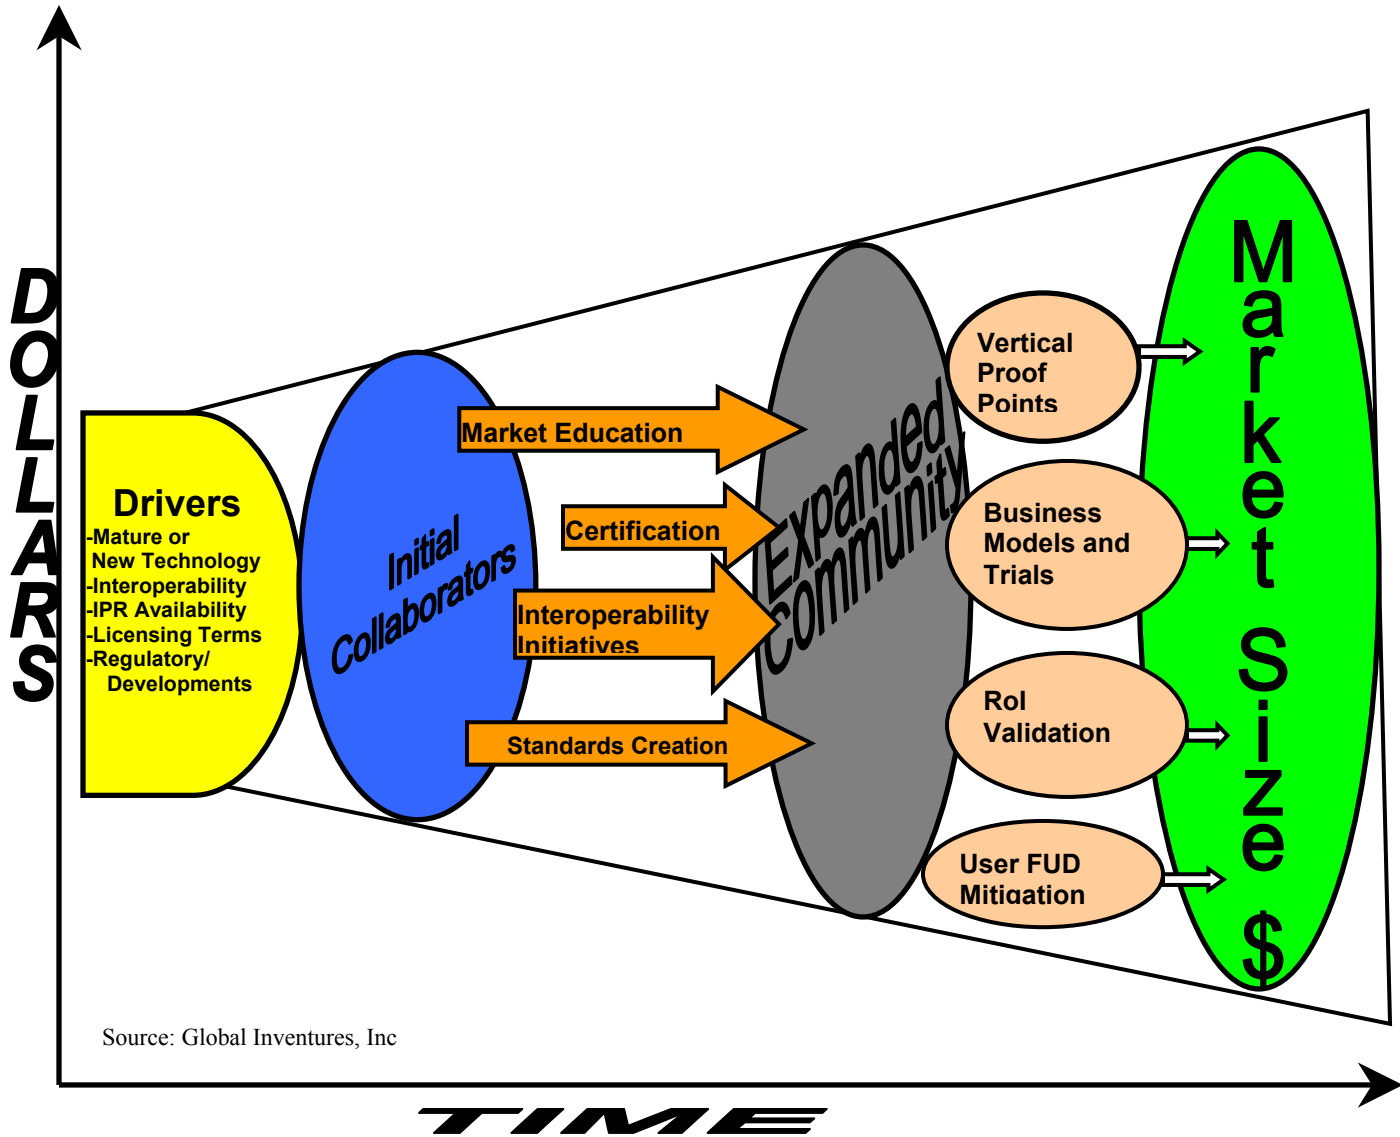 DOLLARS
Drivers
-Mature or
New Technology
-Interoperability
-IPR Availability
-Licensing Terms
-Regulatory/
Developments
Initial
Collaborators
Market Education
Certification
Interoperability
Initiatives
Standards Creation
Expanded
Community
Vertical
Proof
Points
Business
Models and
Trials
RoI
Validation
User FUD
Mitigation
Market Size $
Source: Global Inventures, Inc
TIME